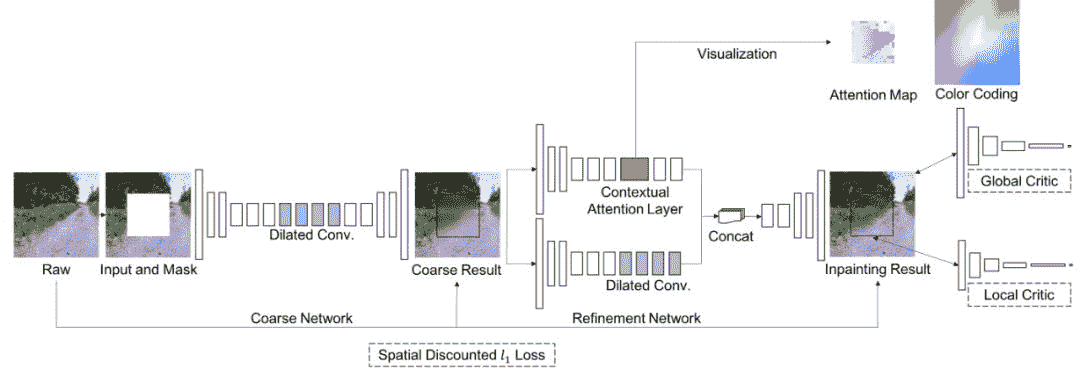 Visualization
Attention Map
Color Coding
Contextual
Attention Layer
Global Critic
Dilated Conv.
Concat
Raw
Input and Mask
Coarse Result
Dilated Conv.
Inpainting Result
Local Critic
Coarse Network
Refinement Network
Spatial Discounted l₁ Loss